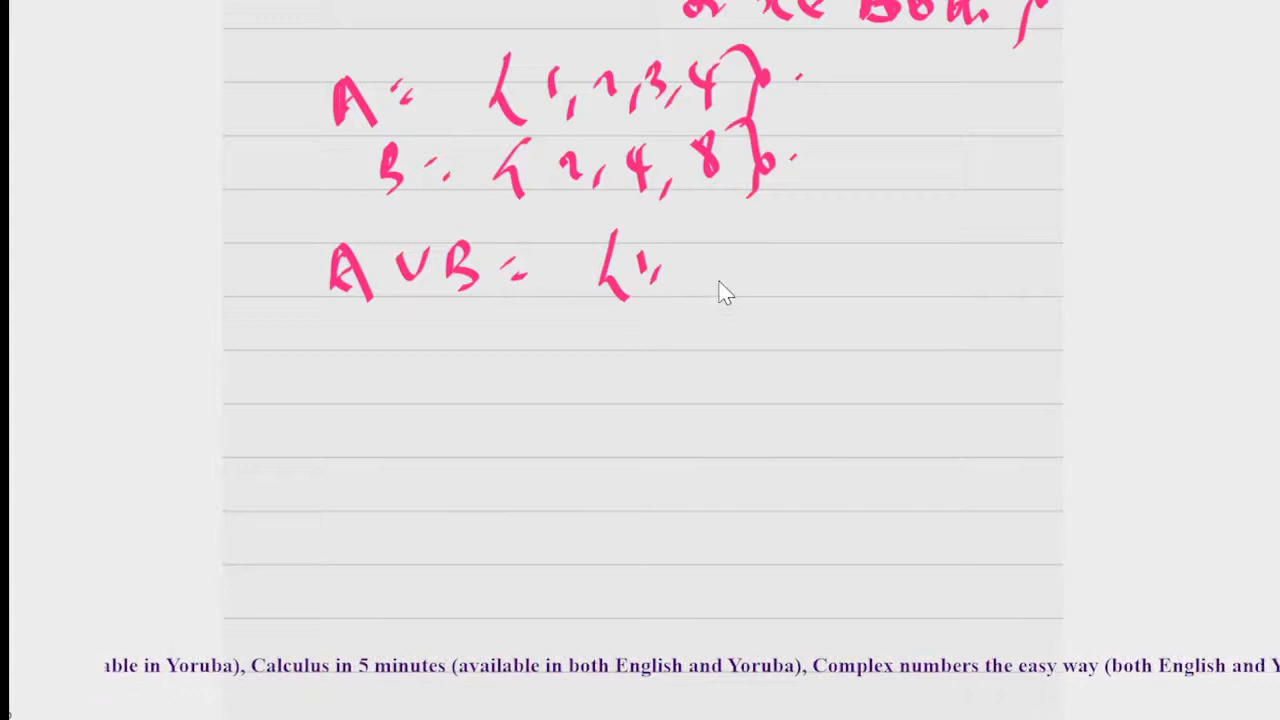 Both
A = { 1, 2, 3, 4 }.
B = { 2, 4, 8 }.
A ∪ B = { 1,
able in Yoruba), Calculus in 5 minutes (available in both English and Yoruba), Complex numbers the easy way (both English and Y